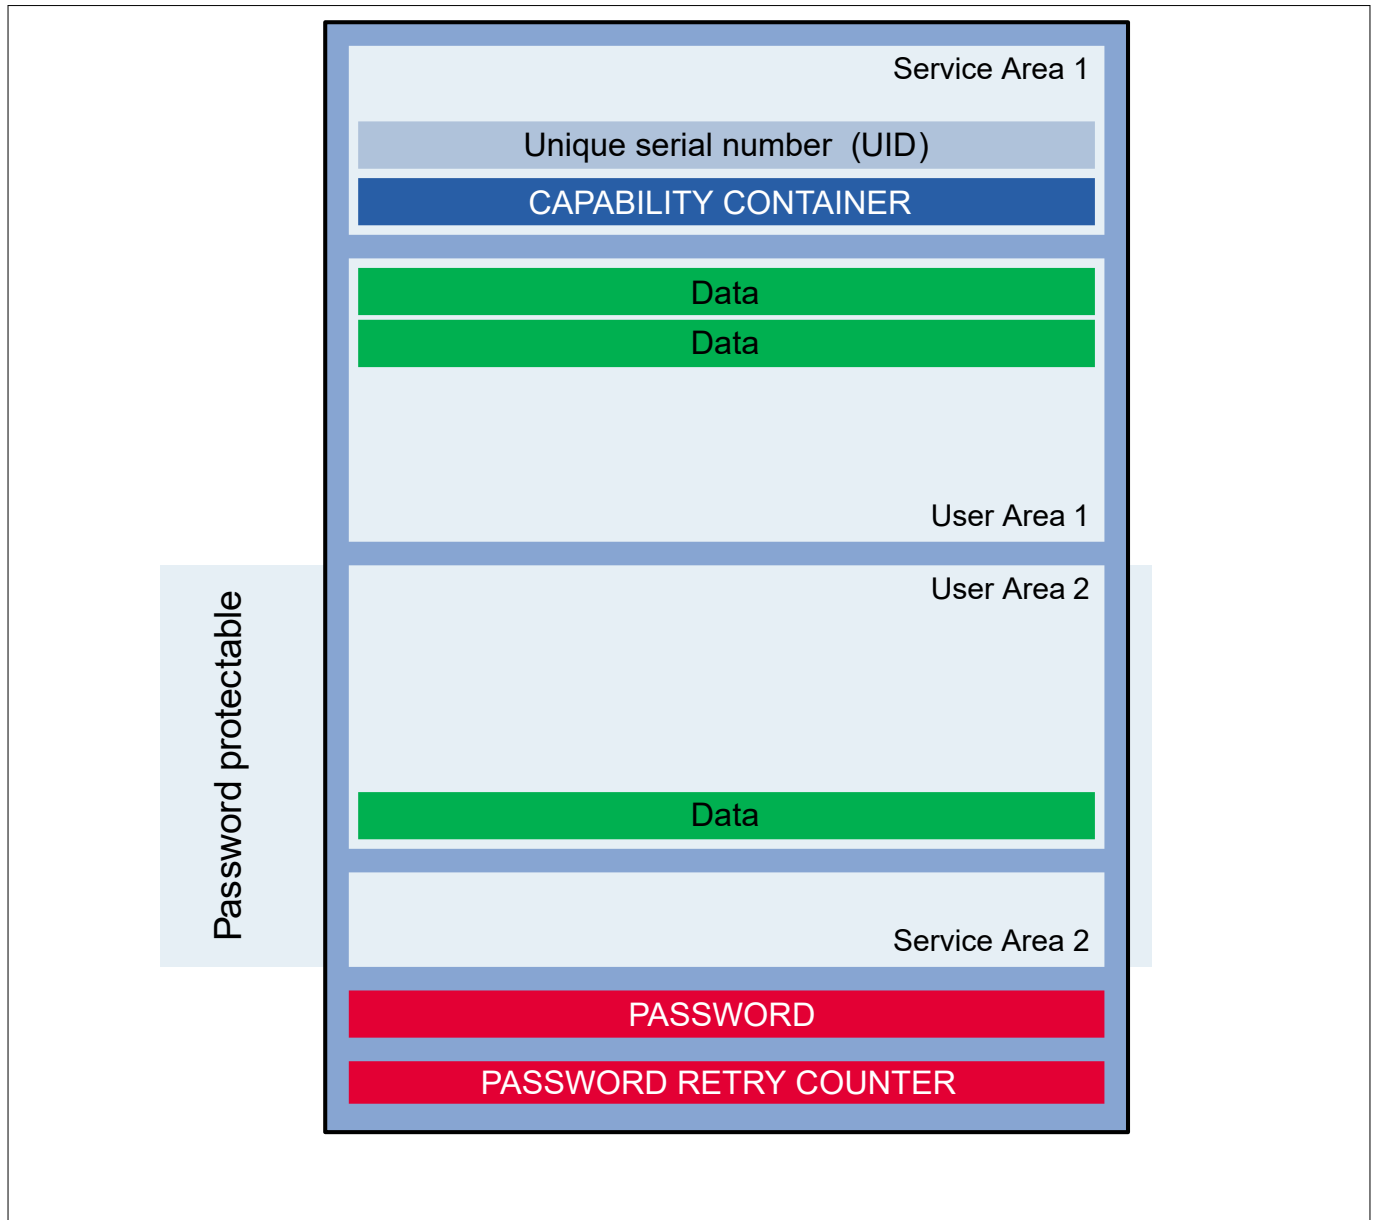 Service Area 1
Unique serial number (UID)
CAPABILITY CONTAINER
Data
Data
User Area 1
Password protectable
User Area 2
Data
Service Area 2
PASSWORD
PASSWORD RETRY COUNTER